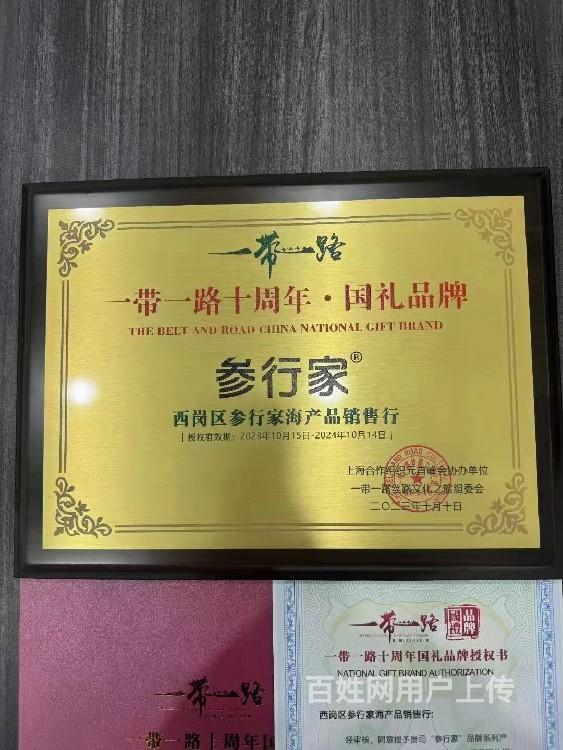 一带一路
一带一路十周年·国礼品牌
THE BELT AND ROAD CHINA NATIONAL GIFT BRAND
参行家®
西岗区参行家海产品销售行
[ 授权有效期：2023年10月15日-2024年10月14日 ]
上海合作组织元首峰会协办单位
一带一路丝路文化之旅组委会
二〇二三年十月十日
一带一路
一带一路十周年国
一带一路
國禮
品牌
一带一路十周年国礼品牌授权书
NATIONAL GIFT BRAND AUTHORIZATION
百姓网用户上传
西岗区参行家海产品销售行：
经审核，同意授予贵司“参行家”品牌系列产